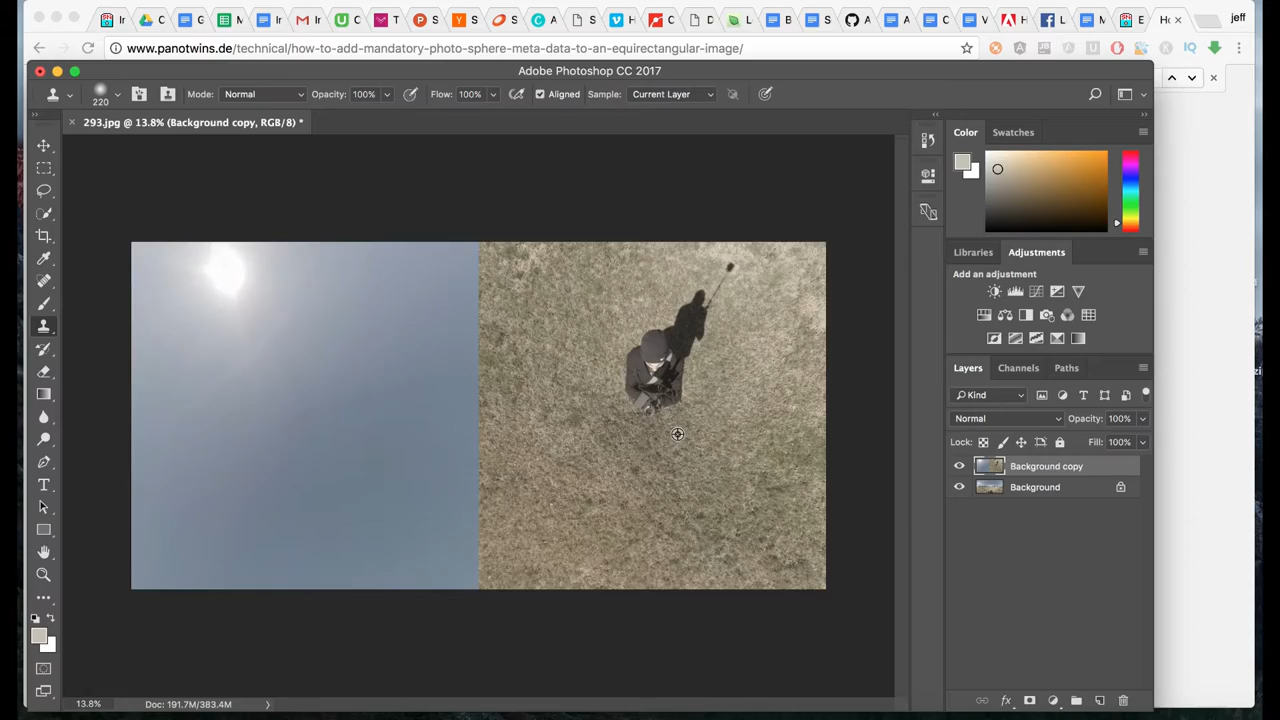 jeff
www.panotwins.de/technical/how-to-add-mandatory-photo-sphere-meta-data-to-an-equirectangular-image/
Adobe Photoshop CC 2017
220
Mode: Normal Opacity: 100% Flow: 100% Aligned Sample: Current Layer
293.jpg @ 13.8% (Background copy, RGB/8) *
Color Swatches
Libraries Adjustments
Add an adjustment
Layers Channels Paths
Kind
Normal Opacity: 100%
Lock: Fill: 100%
Background copy
Background
13.8% Doc: 191.7M/383.4M